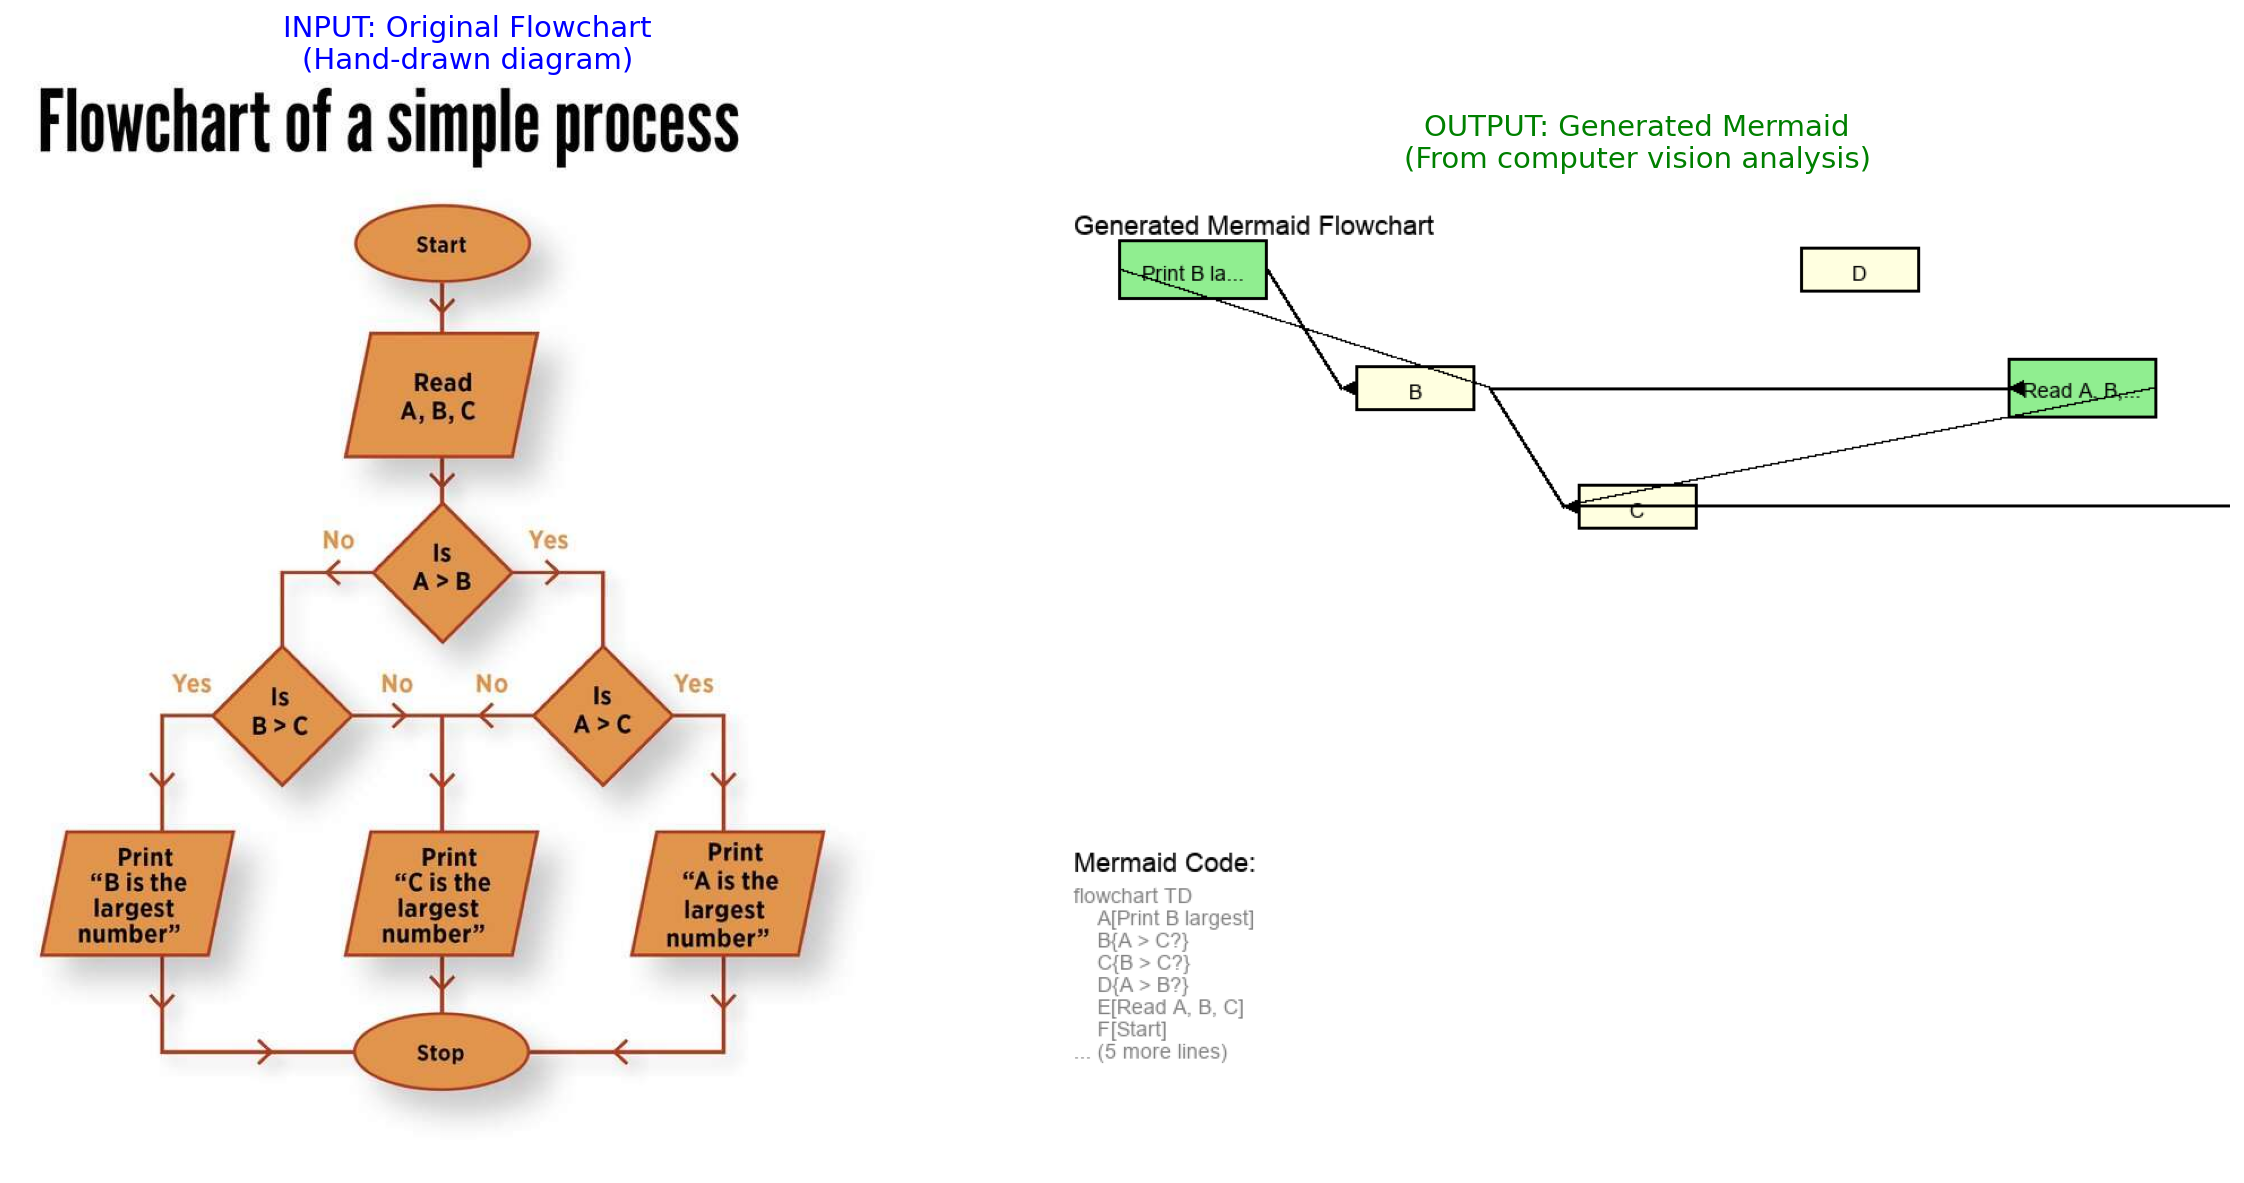 INPUT: Original Flowchart
(Hand-drawn diagram)
Flowchart of a simple process
Start
Read
A, B, C
Is
A > B
No
Yes
Is
B > C
Yes
No
Is
A > C
No
Yes
Print
“B is the
largest
number”
Print
“C is the
largest
number”
Print
“A is the
largest
number”
Stop
OUTPUT: Generated Mermaid
(From computer vision analysis)
Generated Mermaid Flowchart
Print B la...
D
B
Read A, B,...
C
Mermaid Code:
flowchart TD
A[Print B largest]
B{A > C?}
C{B > C?}
D{A > B?}
E[Read A, B, C]
F[Start]
... (5 more lines)